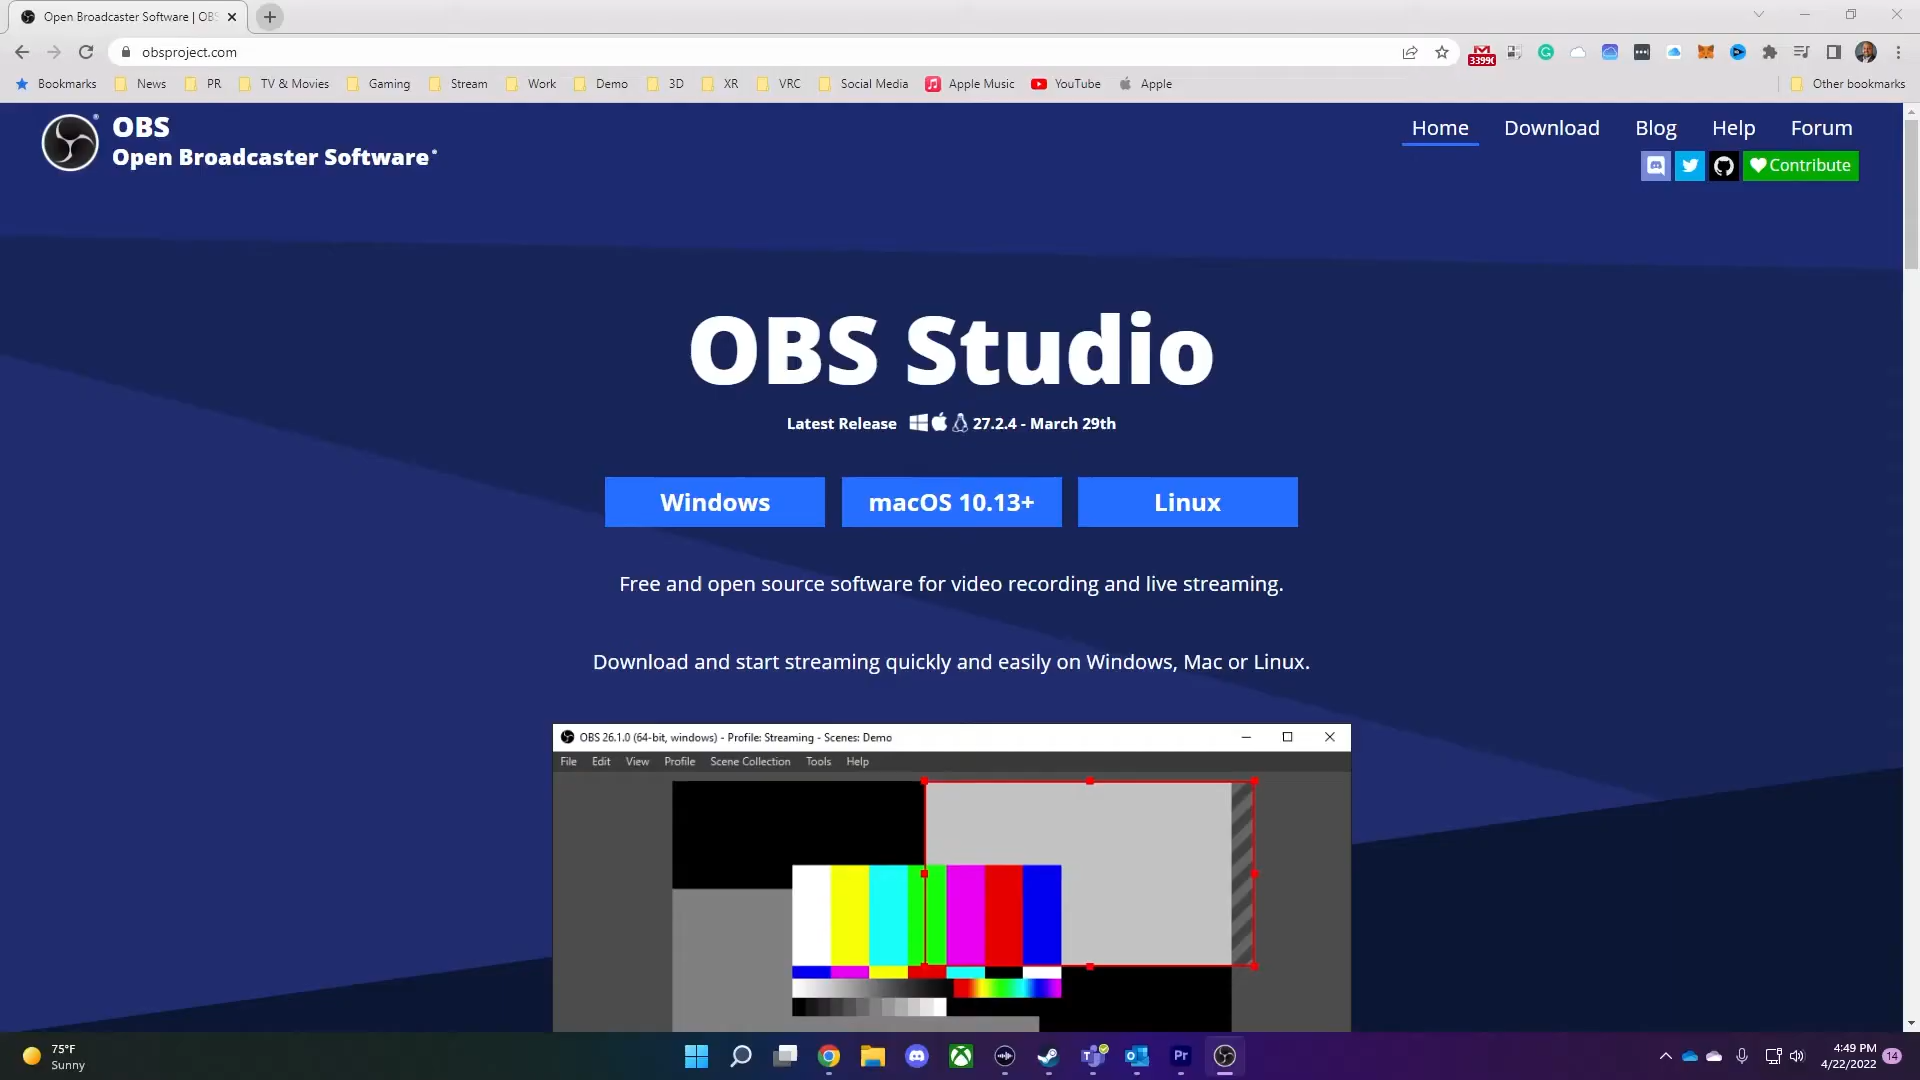 Open Broadcaster Software | OBS
obsproject.com
3399
Bookmarks News PR TV & Movies Gaming Stream Work Demo 3D XR VRC Social Media Apple Music YouTube Apple Other bookmarks
OBS
Open Broadcaster Software
Home Download Blog Help Forum
Contribute
OBS Studio
Latest Release 27.2.4 - March 29th
Windows macOS 10.13+ Linux
Free and open source software for video recording and live streaming.
Download and start streaming quickly and easily on Windows, Mac or Linux.
OBS 26.1.0 (64-bit, windows) - Profile: Streaming - Scenes: Demo
File Edit View Profile Scene Collection Tools Help
75°F
Sunny
Pr
4:49 PM
4/22/2022
14